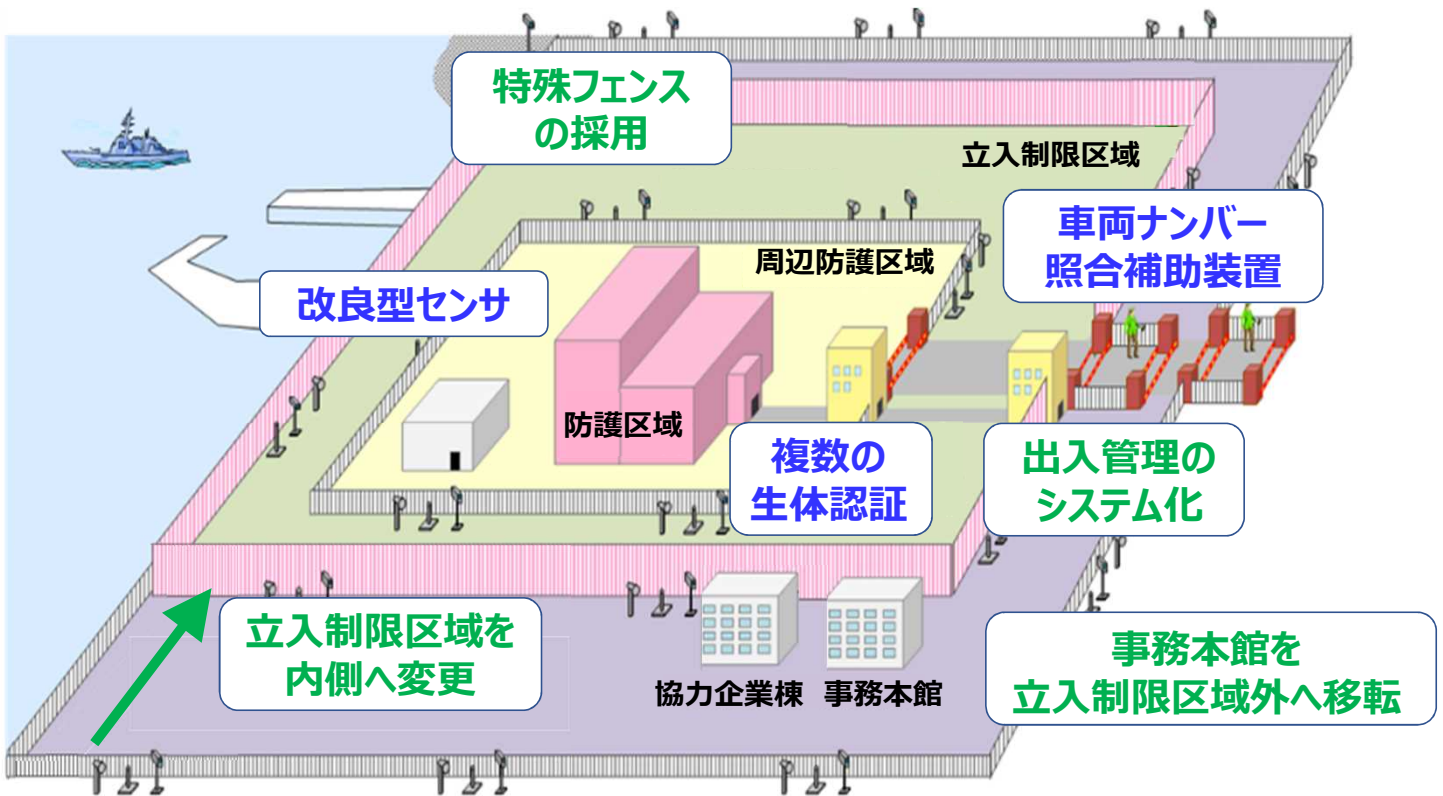 特殊フェンス
の採用
立入制限区域
車両ナンバー
照合補助装置
周辺防護区域
改良型センサ
防護区域
複数の
生体認証
出入管理の
システム化
立入制限区域を
内側へ変更
協力企業棟
事務本館
事務本館を
立入制限区域外へ移転